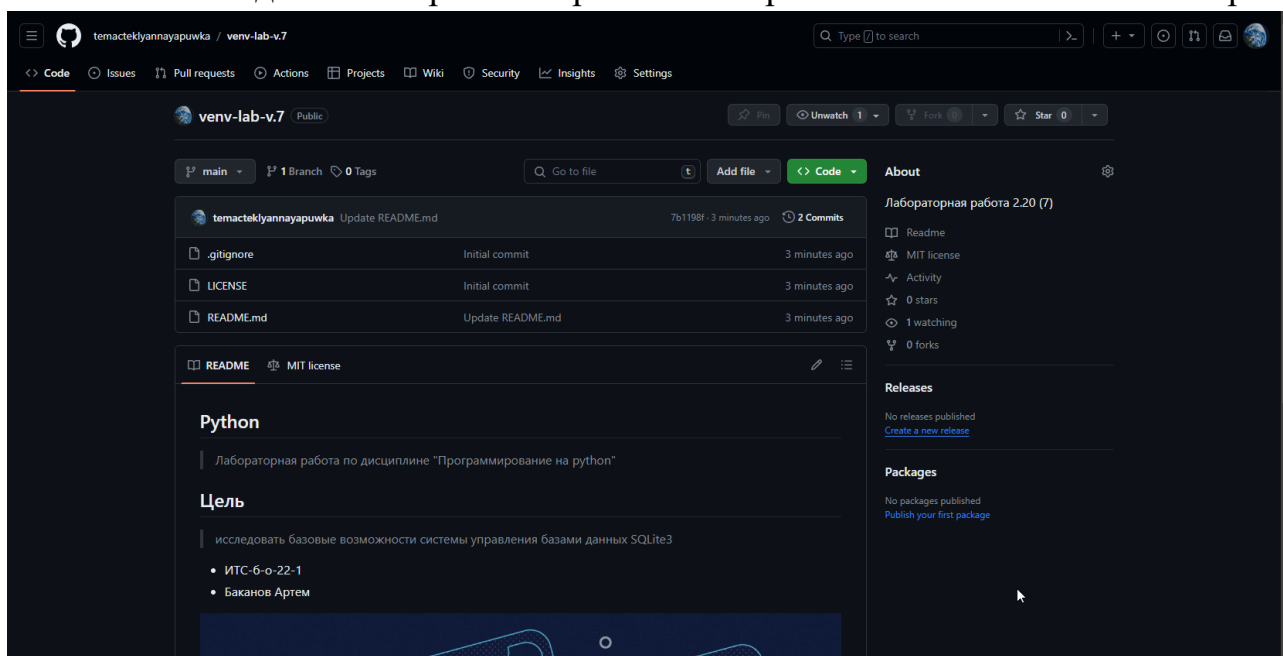 temacteklyannayapuwka / venv-lab-v.7
Type / to search
Code Issues Pull requests Actions Projects Wiki Security Insights Settings
venv-lab-v.7 Public
Pin Unwatch 1 Fork 0 Star 0
main 1 Branch 0 Tags Go to file t Add file Code
temacteklyannayapuwka Update README.md 7b1198f · 3 minutes ago 2 Commits
.gitignore Initial commit 3 minutes ago
LICENSE Initial commit 3 minutes ago
README.md Update README.md 3 minutes ago
README MIT license
Python
Лабораторная работа по дисциплине "Программирование на python"
Цель
исследовать базовые возможности системы управления базами данных SQLite3
ИТС-б-о-22-1
Баканов Артем
About
Лабораторная работа 2.20 (7)
Readme
MIT license
Activity
0 stars
1 watching
0 forks
Releases
No releases published
Create a new release
Packages
No packages published
Publish your first package